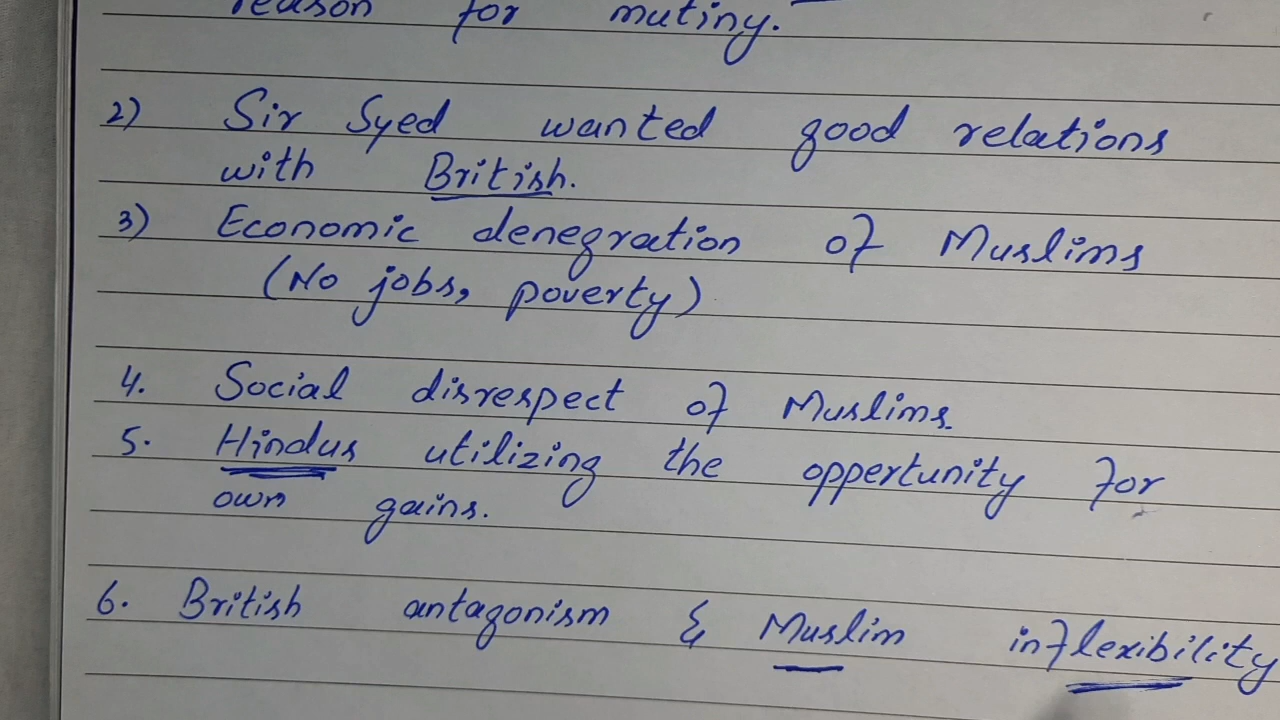 reason for mutiny.
2) Sir Syed wanted good relations
with British.
3) Economic denegration of Muslims
(No jobs, poverty)
4. Social disrespect of Muslims.
5. Hindus utilizing the oppertunity for
own gains.
6. British antagonism & Muslim inflexibility